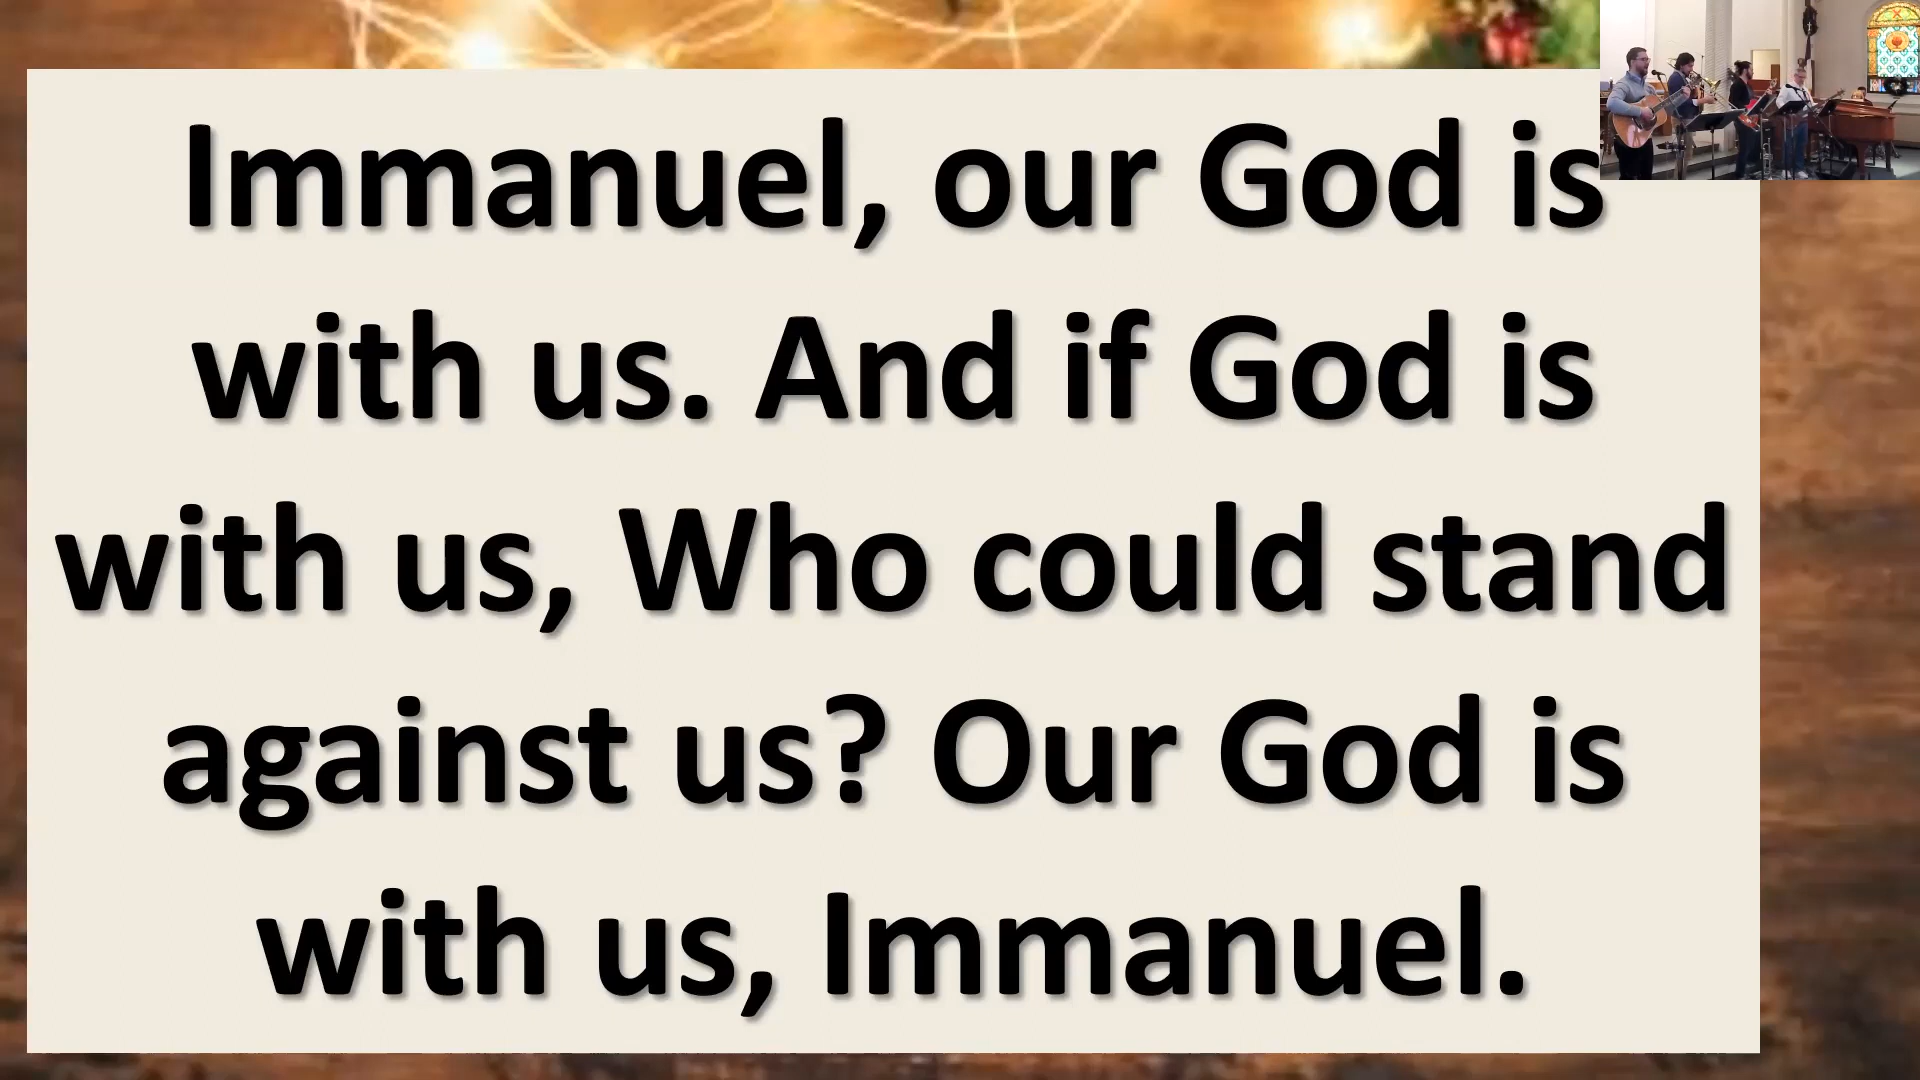 Immanuel, our God is
with us. And if God is
with us, Who could stand
against us? Our God is
with us, Immanuel.